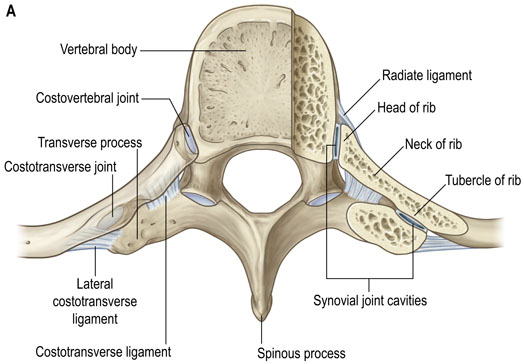 A
Vertebral body
Costovertebral joint
Transverse process
Costotransverse joint
Lateral
costotransverse
ligament
Costotransverse ligament
Spinous process
Radiate ligament
Head of rib
Neck of rib
Tubercle of rib
Synovial joint cavities